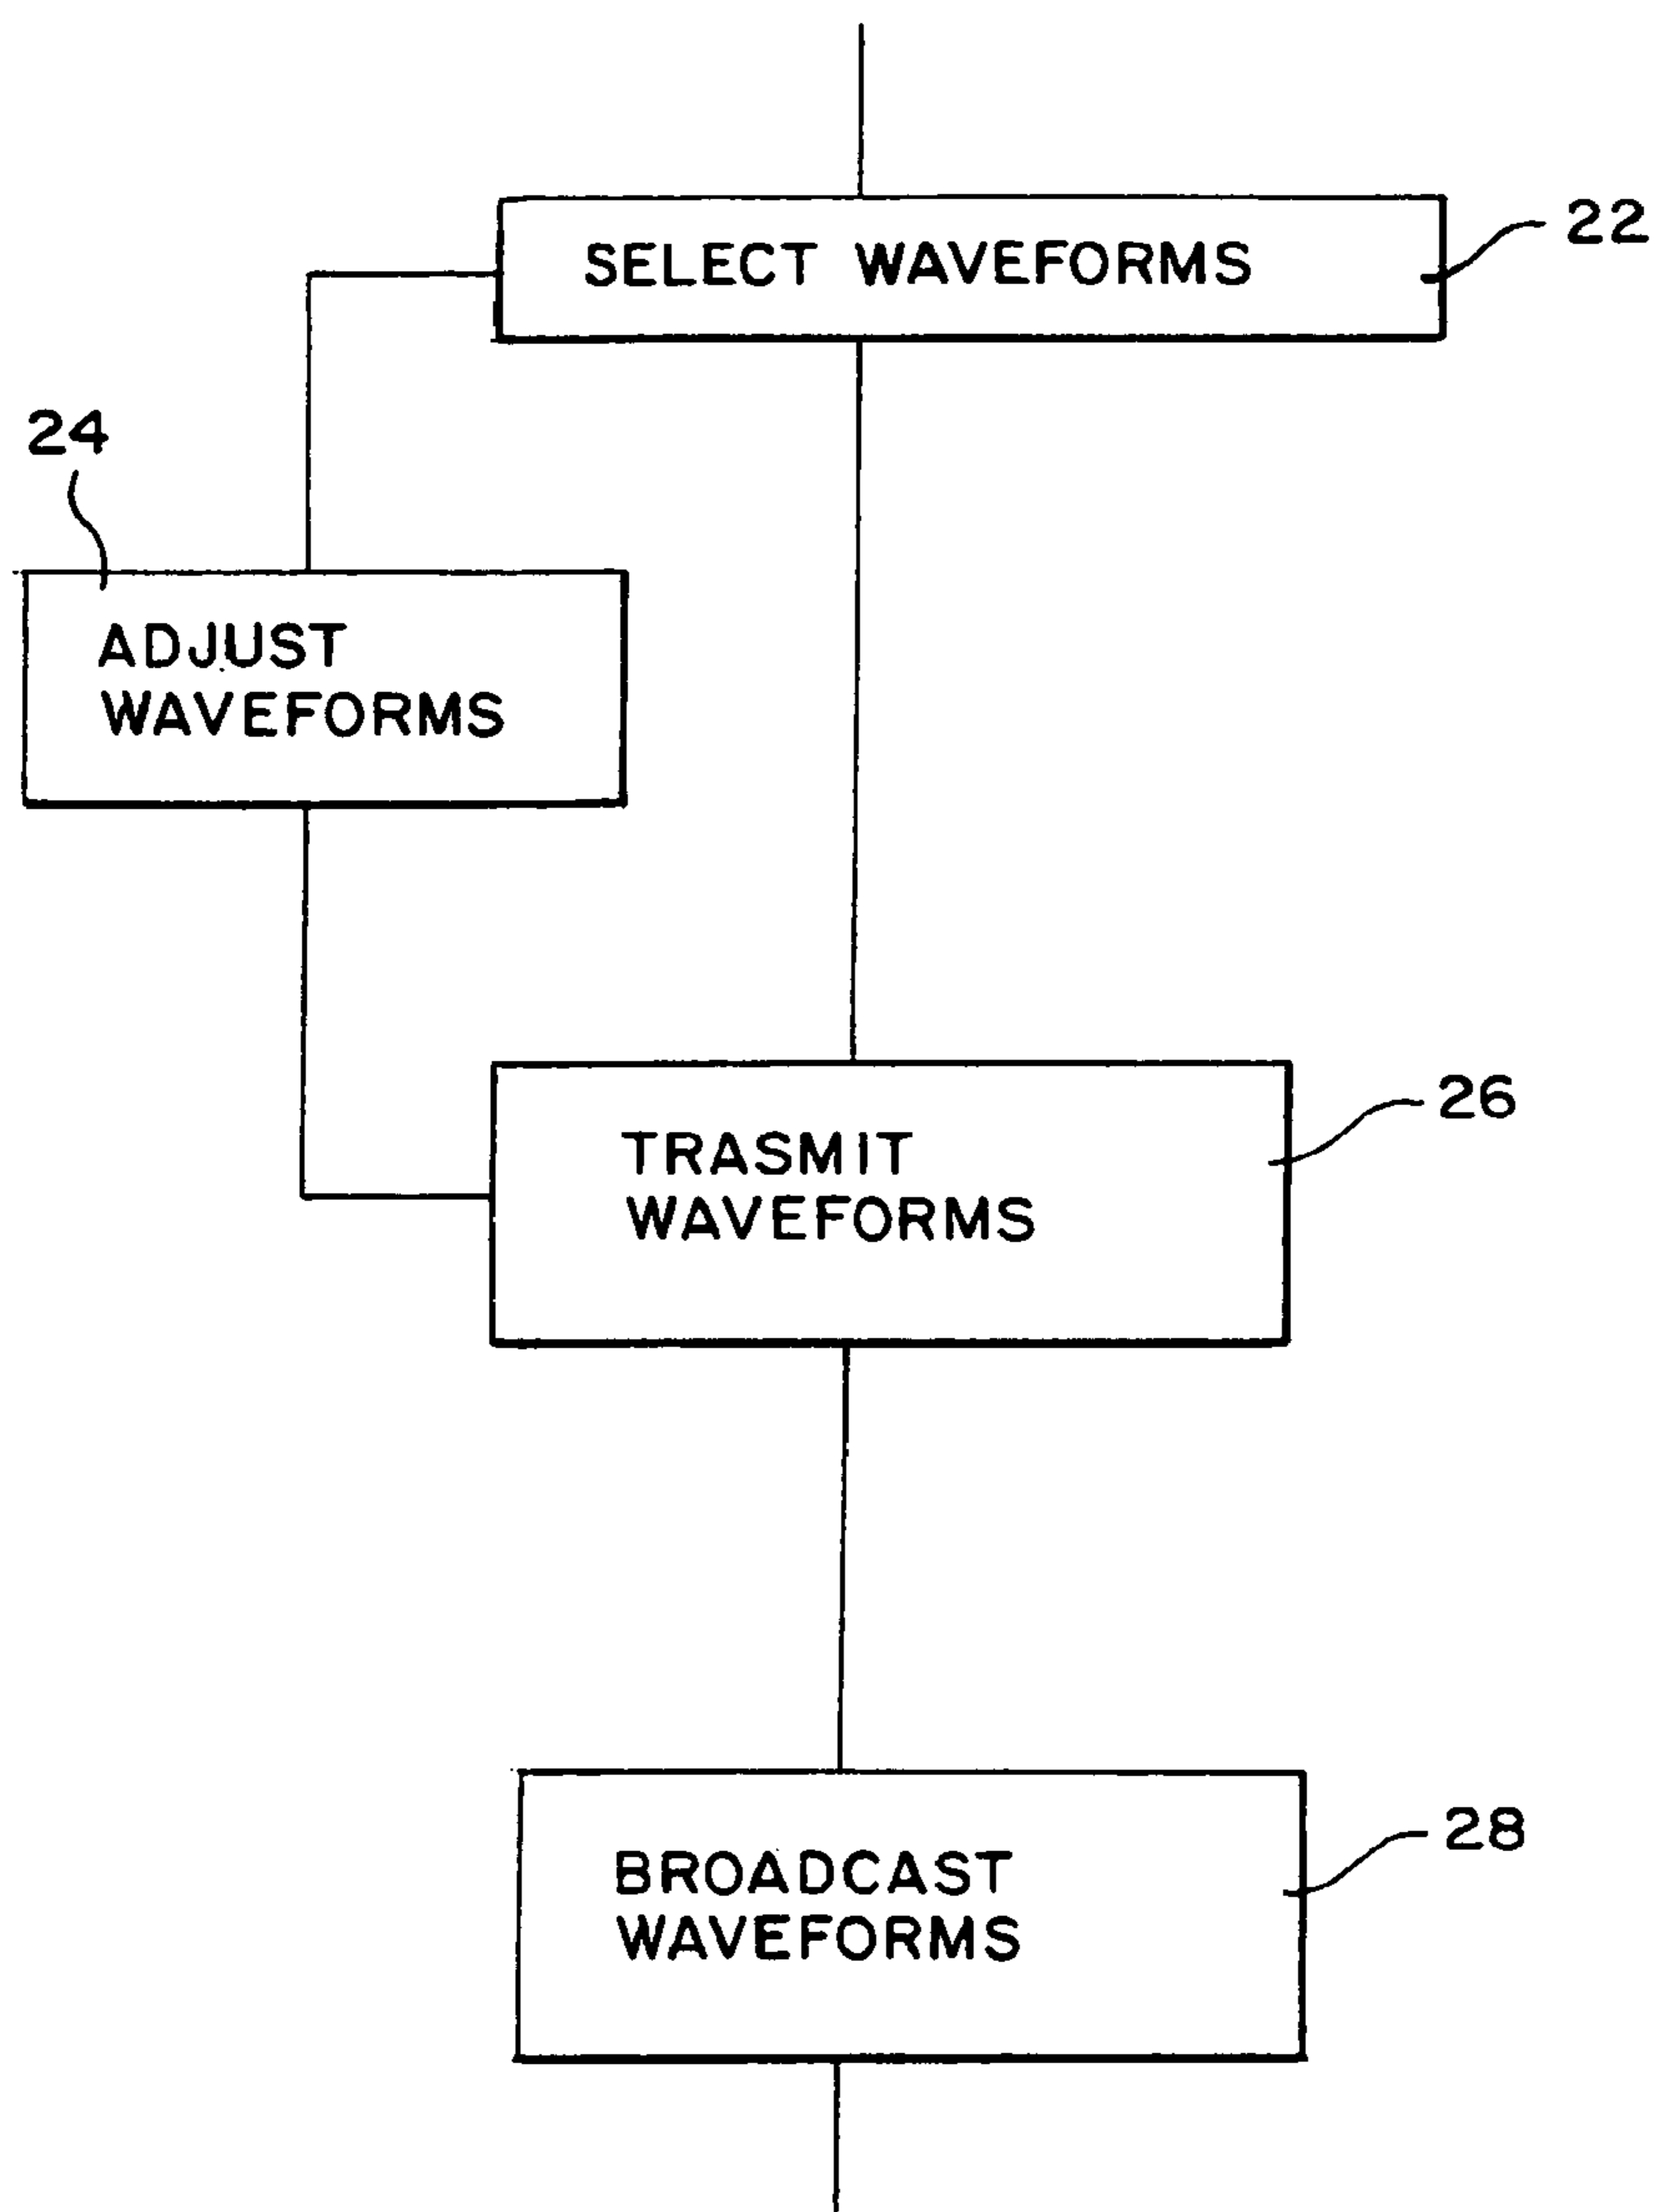 SELECT WAVEFORMS
22
24
ADJUST
WAVEFORMS
26
TRASMIT
WAVEFORMS
28
BROADCAST
WAVEFORMS